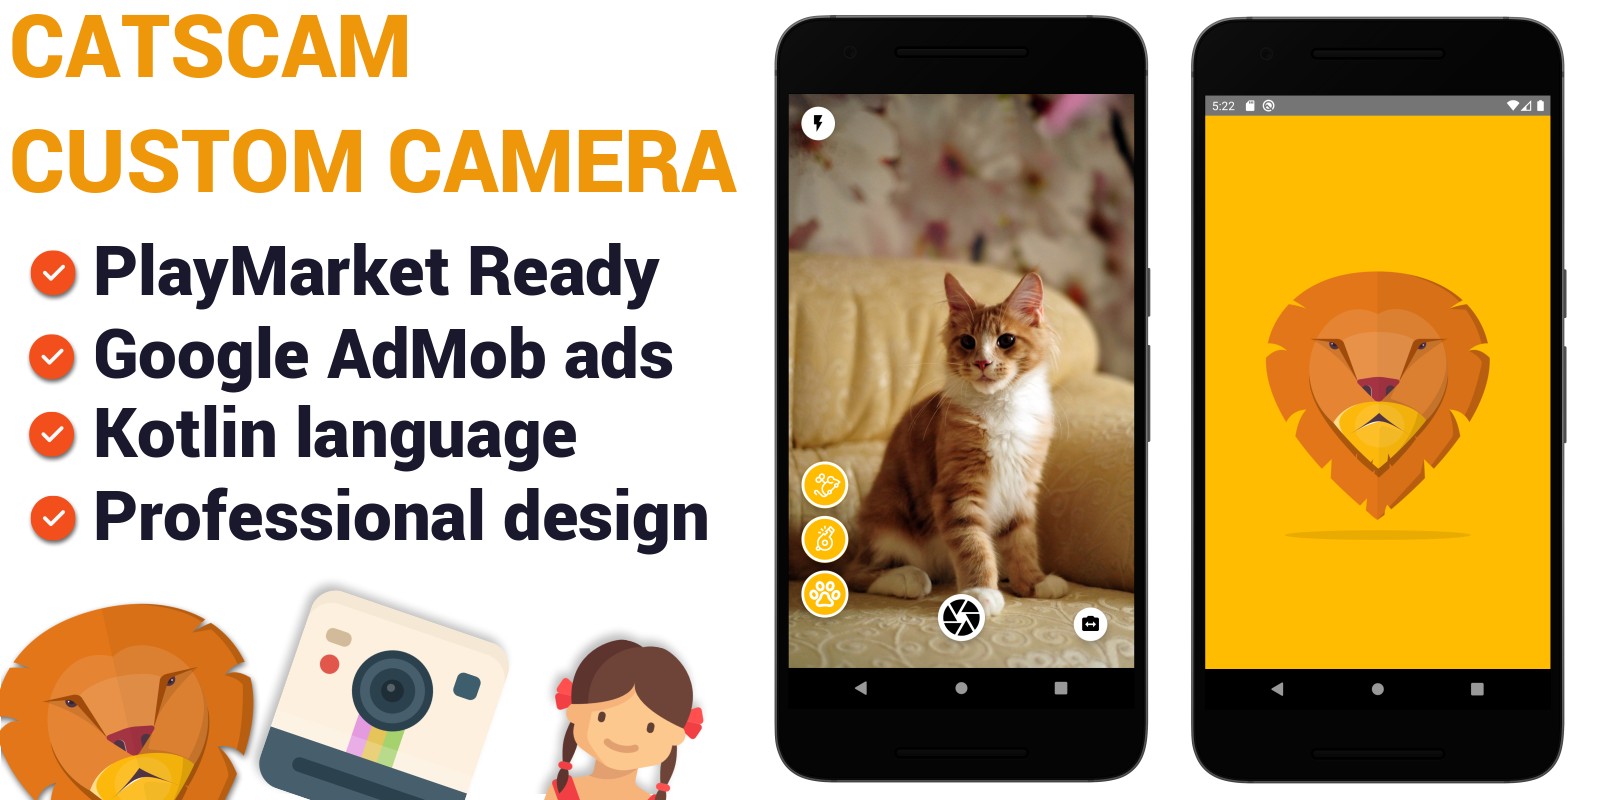 CATSCAM
CUSTOM CAMERA
PlayMarket Ready
Google AdMob ads
Kotlin language
Professional design
5:22